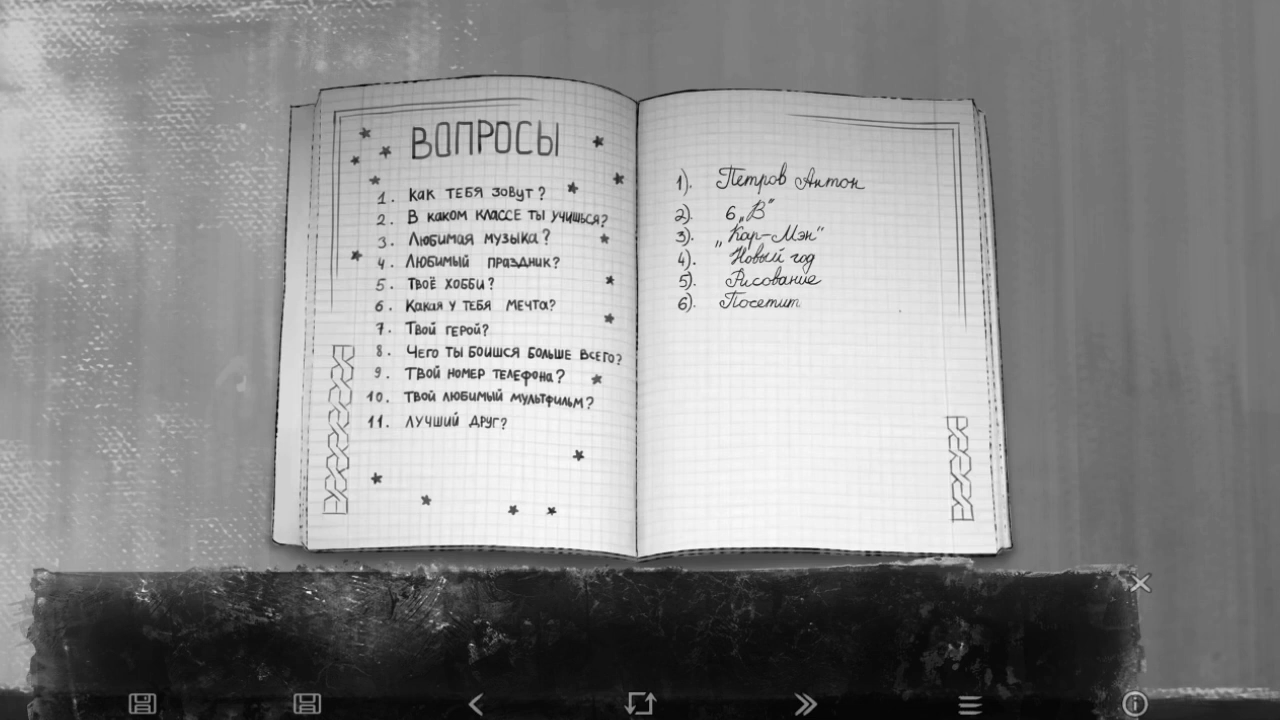 ВОПРОСЫ
1. Как тебя зовут?
2. В каком классе ты учишься?
3. Любимая музыка?
4. Любимый праздник?
5. Твоё хобби?
6. Какая у тебя мечта?
7. Твой герой?
8. Чего ты боишся больше всего?
9. Твой номер телефона?
10. Твой любимый мультфильм?
11. Лучший друг?
1). Петров Антон
2). 6 „В"
3). „Кар-Мэн"
4). Новый год
5). Рисование
6). Посетит